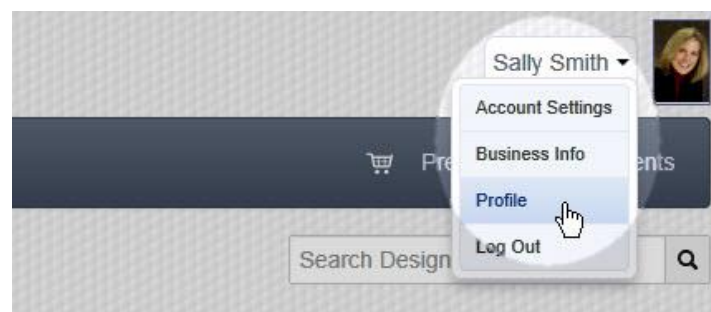 Sally Smith
Account Settings
Business Info
Profile
Log Out
Search Design